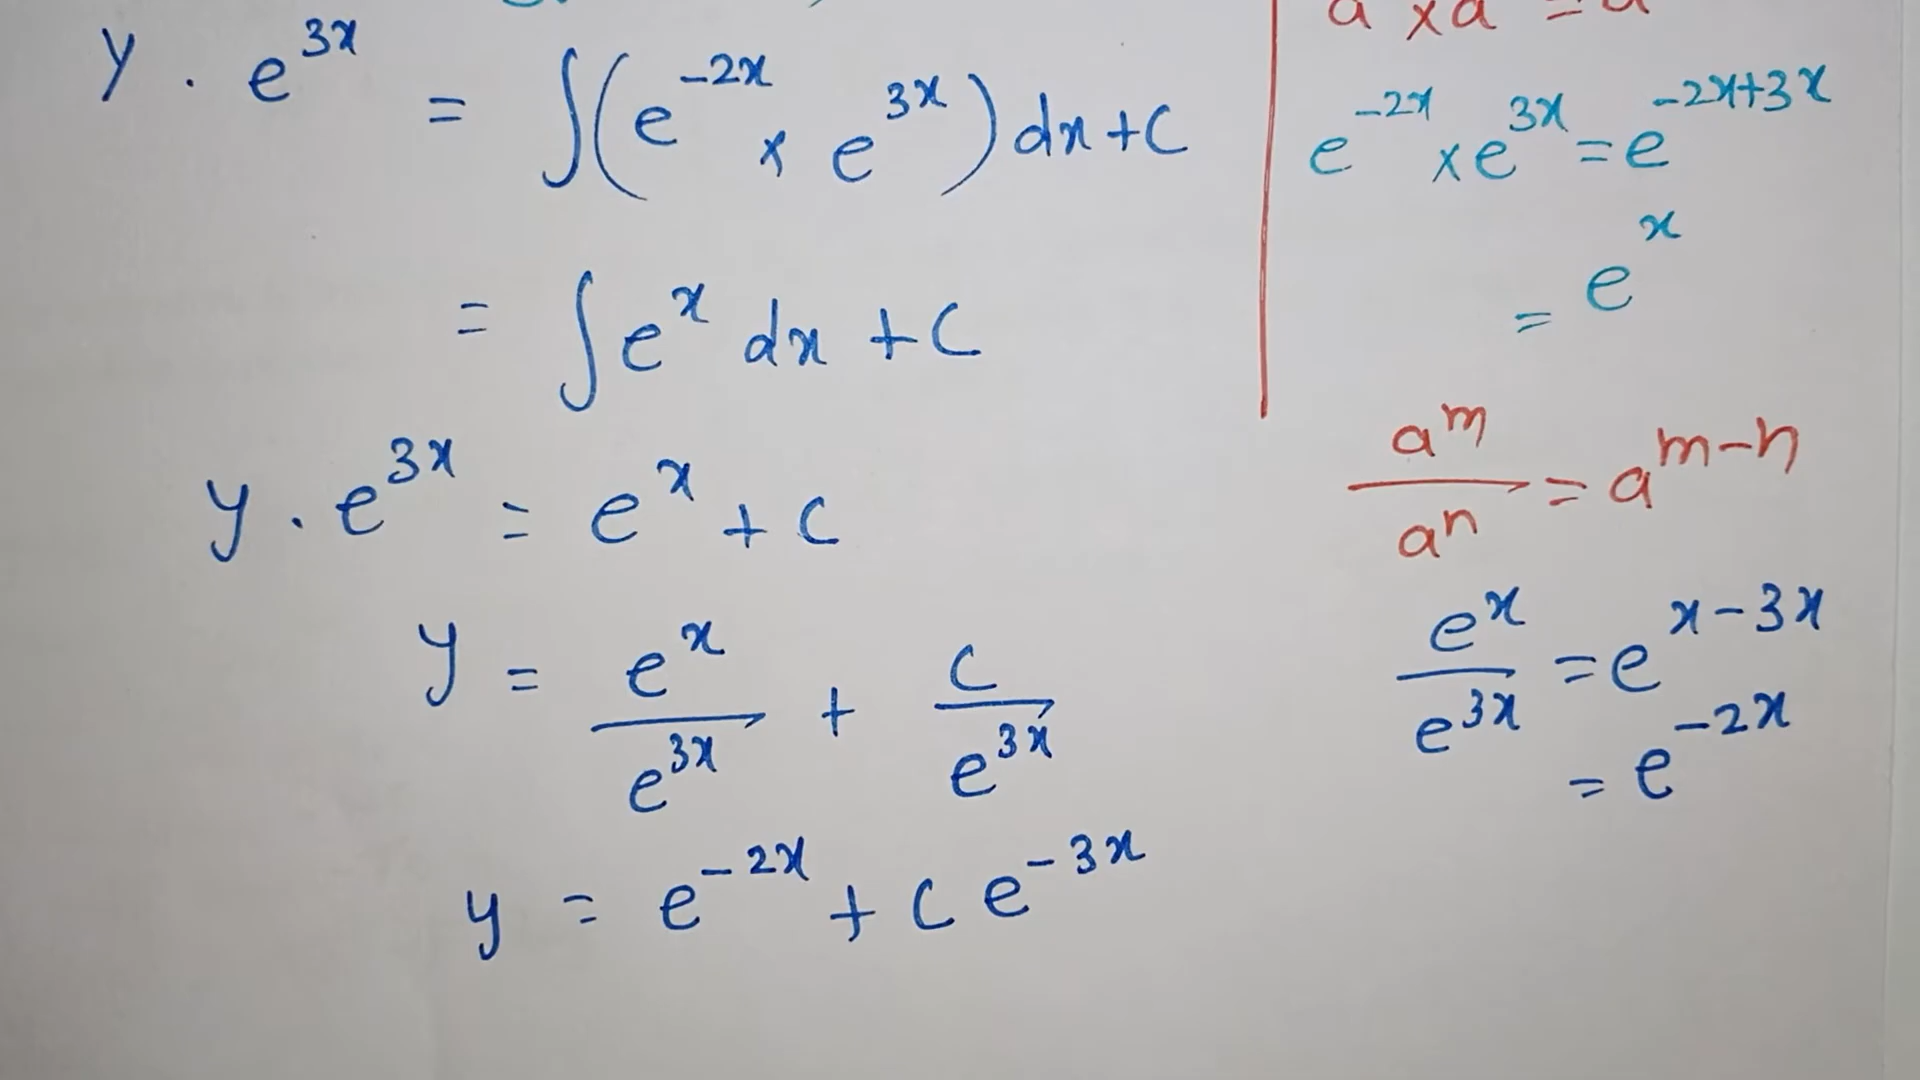 y . e^{3x} = ∫(e^{-2x} × e^{3x}) dx + C
= ∫e^x dx + C
y . e^{3x} = e^x + C
y = e^x/e^{3x} + C/e^{3x}
y = e^{-2x} + C e^{-3x}
a × a = a
e^{-2x} × e^{3x} = e^{-2x+3x}
= e^x
a^m/a^n = a^{m-n}
e^x/e^{3x} = e^{x-3x}
= e^{-2x}